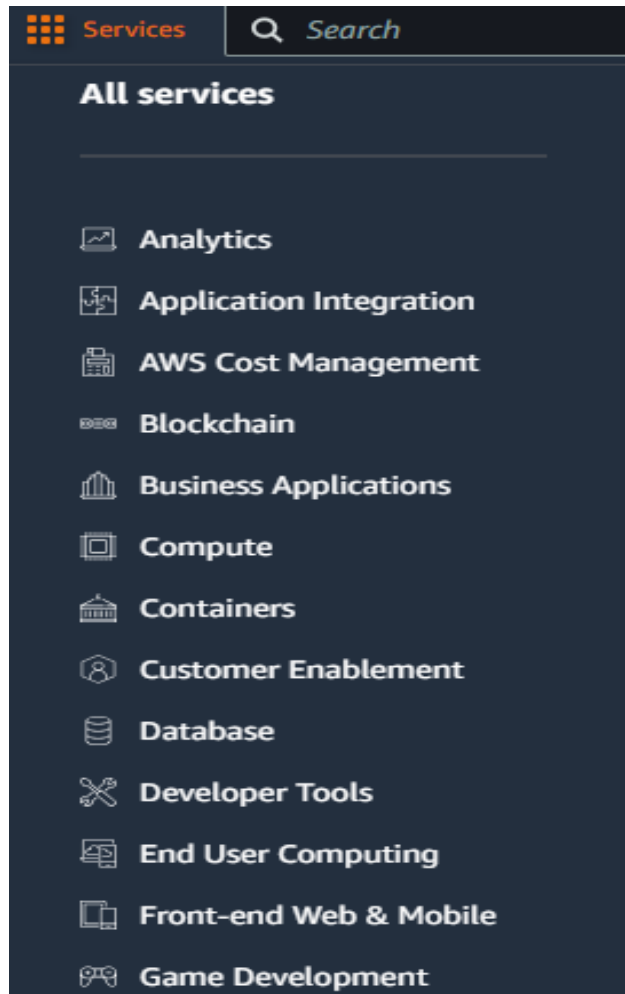 Services Search
All services
Analytics
Application Integration
AWS Cost Management
Blockchain
Business Applications
Compute
Containers
Customer Enablement
Database
Developer Tools
End User Computing
Front-end Web & Mobile
Game Development